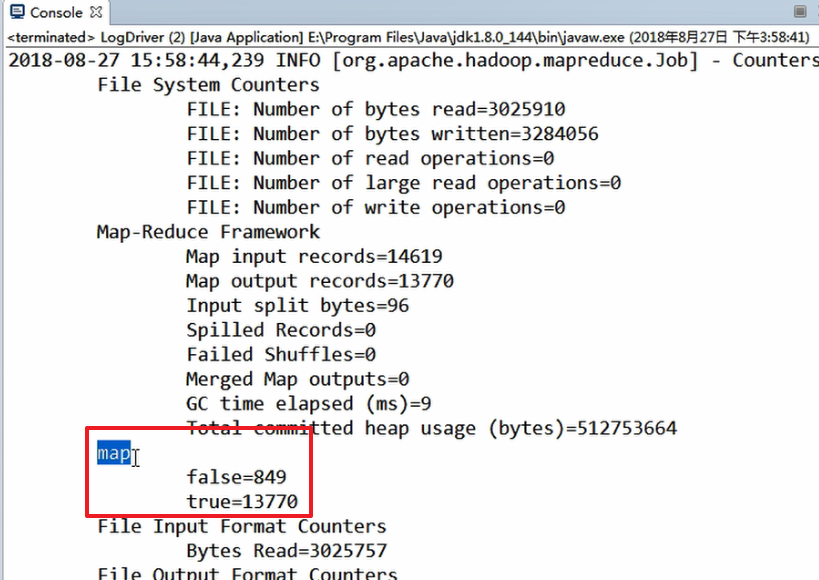 Console
<terminated> LogDriver (2) [Java Application] E:\Program Files\Java\jdk1.8.0_144\bin\javaw.exe (2018年8月27日 下午3:58:41)
2018-08-27 15:58:44,239 INFO [org.apache.hadoop.mapreduce.Job] - Counters
File System Counters
FILE: Number of bytes read=3025910
FILE: Number of bytes written=3284056
FILE: Number of read operations=0
FILE: Number of large read operations=0
FILE: Number of write operations=0
Map-Reduce Framework
Map input records=14619
Map output records=13770
Input split bytes=96
Spilled Records=0
Failed Shuffles=0
Merged Map outputs=0
GC time elapsed (ms)=9
Total committed heap usage (bytes)=512753664
map
false=849
true=13770
File Input Format Counters
Bytes Read=3025757
File Output Format Counters